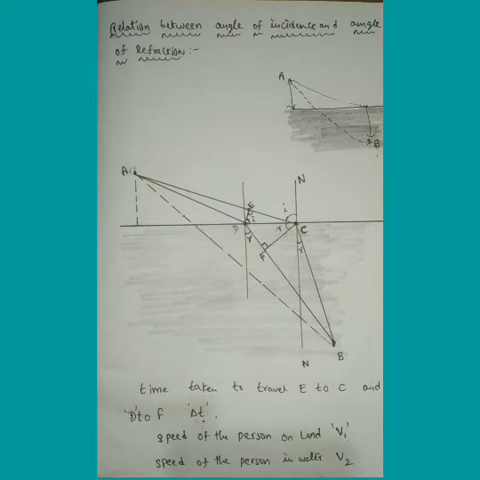 Relation between angle of incidence and angle
of Refraction:-
A
B
A
N
E
i
i
D
r
C
r
F
r
B
N
time taken to travel E to C and
'D' to F 'Δt'.
speed of the person on Land 'V₁'
speed of the person in water V₂